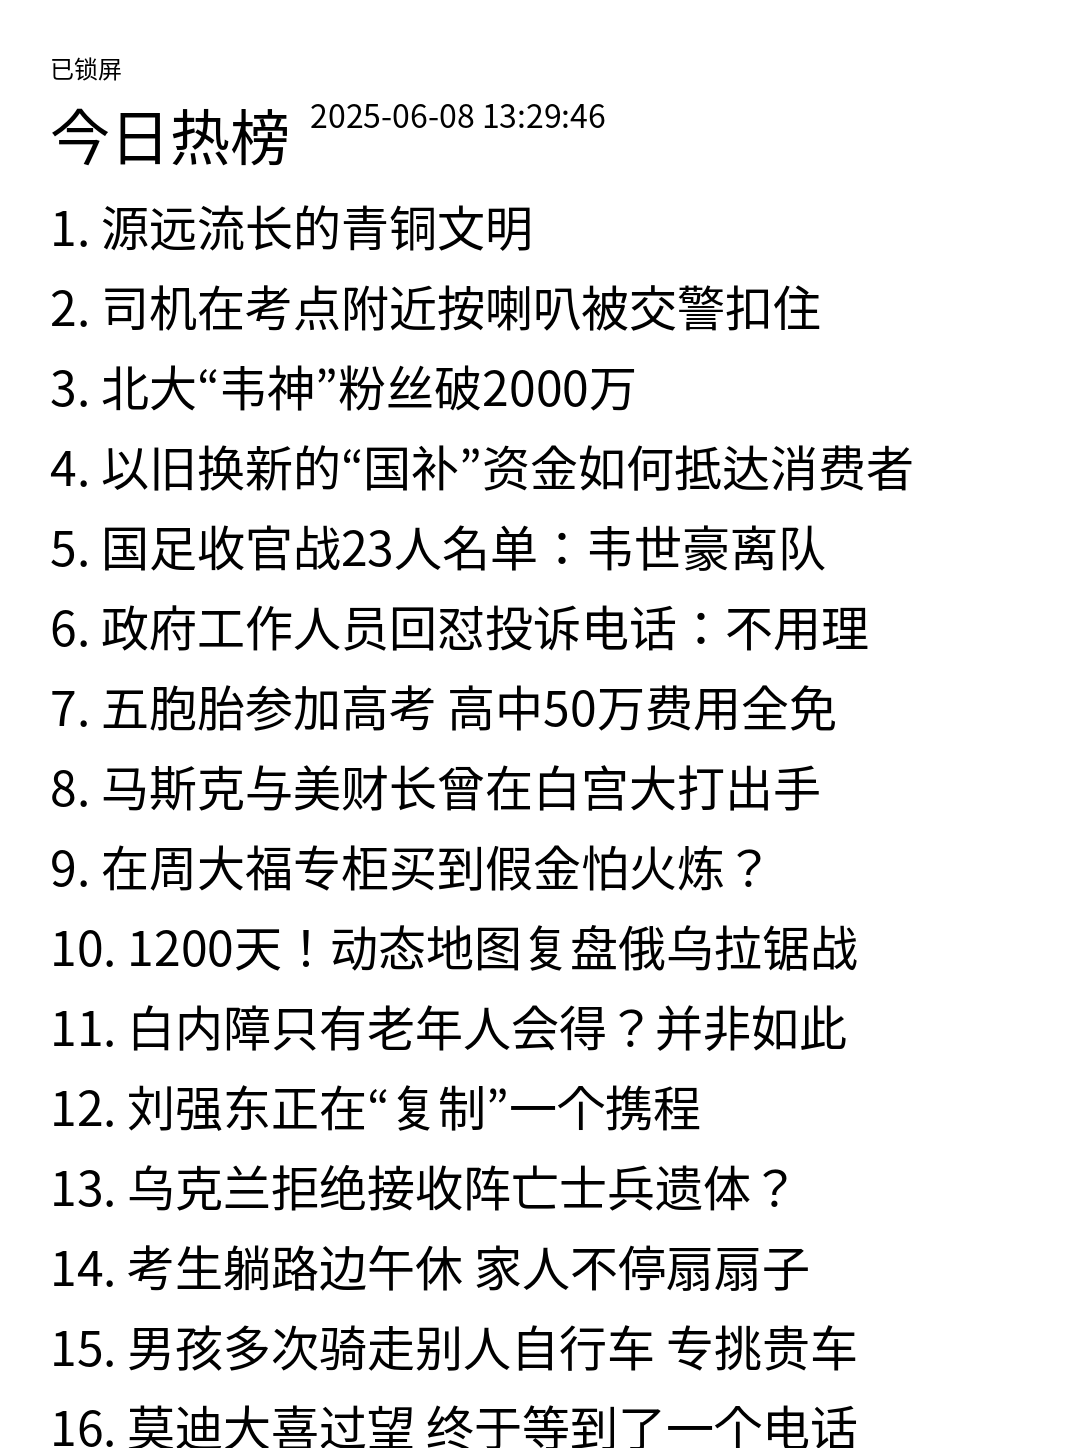 已锁屏
今日热榜 2025-06-08 13:29:46
1. 源远流长的青铜文明
2. 司机在考点附近按喇叭被交警扣住
3. 北大“韦神”粉丝破2000万
4. 以旧换新的“国补”资金如何抵达消费者
5. 国足收官战23人名单：韦世豪离队
6. 政府工作人员回怼投诉电话：不用理
7. 五胞胎参加高考 高中50万费用全免
8. 马斯克与美财长曾在白宫大打出手
9. 在周大福专柜买到假金怕火炼？
10. 1200天！动态地图复盘俄乌拉锯战
11. 白内障只有老年人会得？并非如此
12. 刘强东正在“复制”一个携程
13. 乌克兰拒绝接收阵亡士兵遗体？
14. 考生躺路边午休 家人不停扇扇子
15. 男孩多次骑走别人自行车 专挑贵车
16. 莫迪大喜过望 终于等到了一个电话